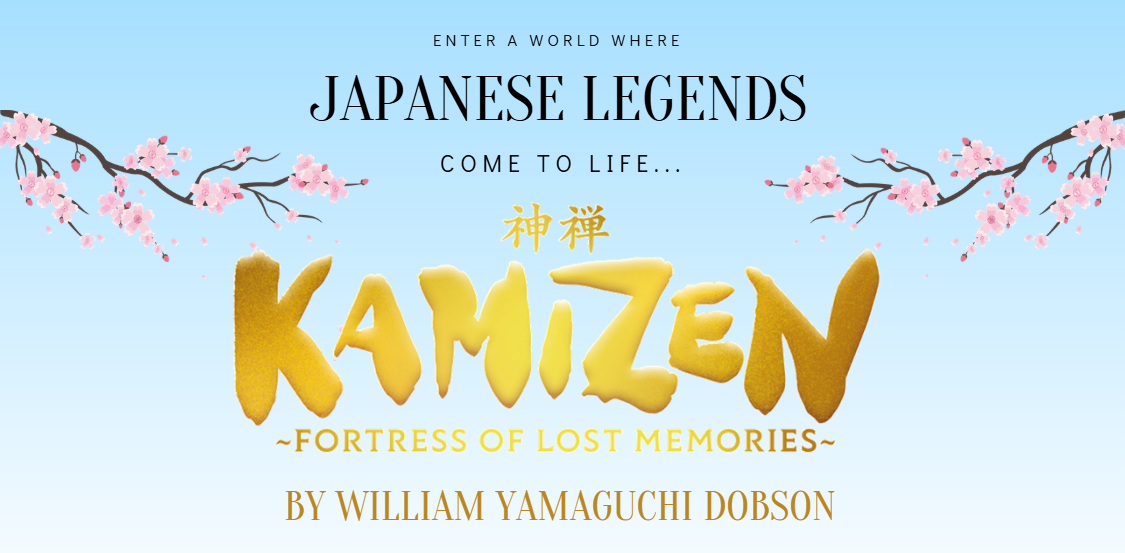 ENTER A WORLD WHERE
JAPANESE LEGENDS
COME TO LIFE...
神禅
KAMIZEN
~FORTRESS OF LOST MEMORIES~
BY WILLIAM YAMAGUCHI DOBSON